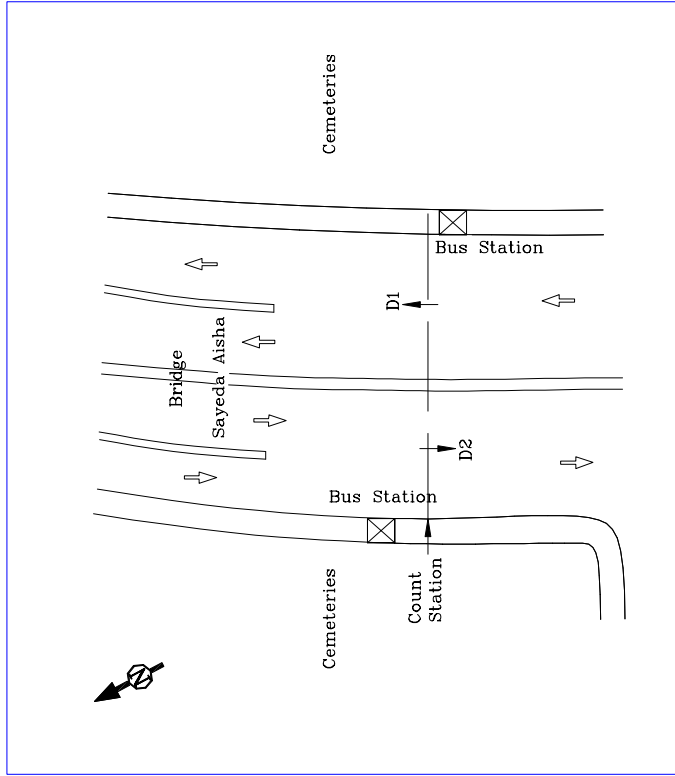 Cemeteries
Bus Station
D1
Sayeda Aisha
Bridge
D2
Bus Station
Count
Station
Cemeteries
N